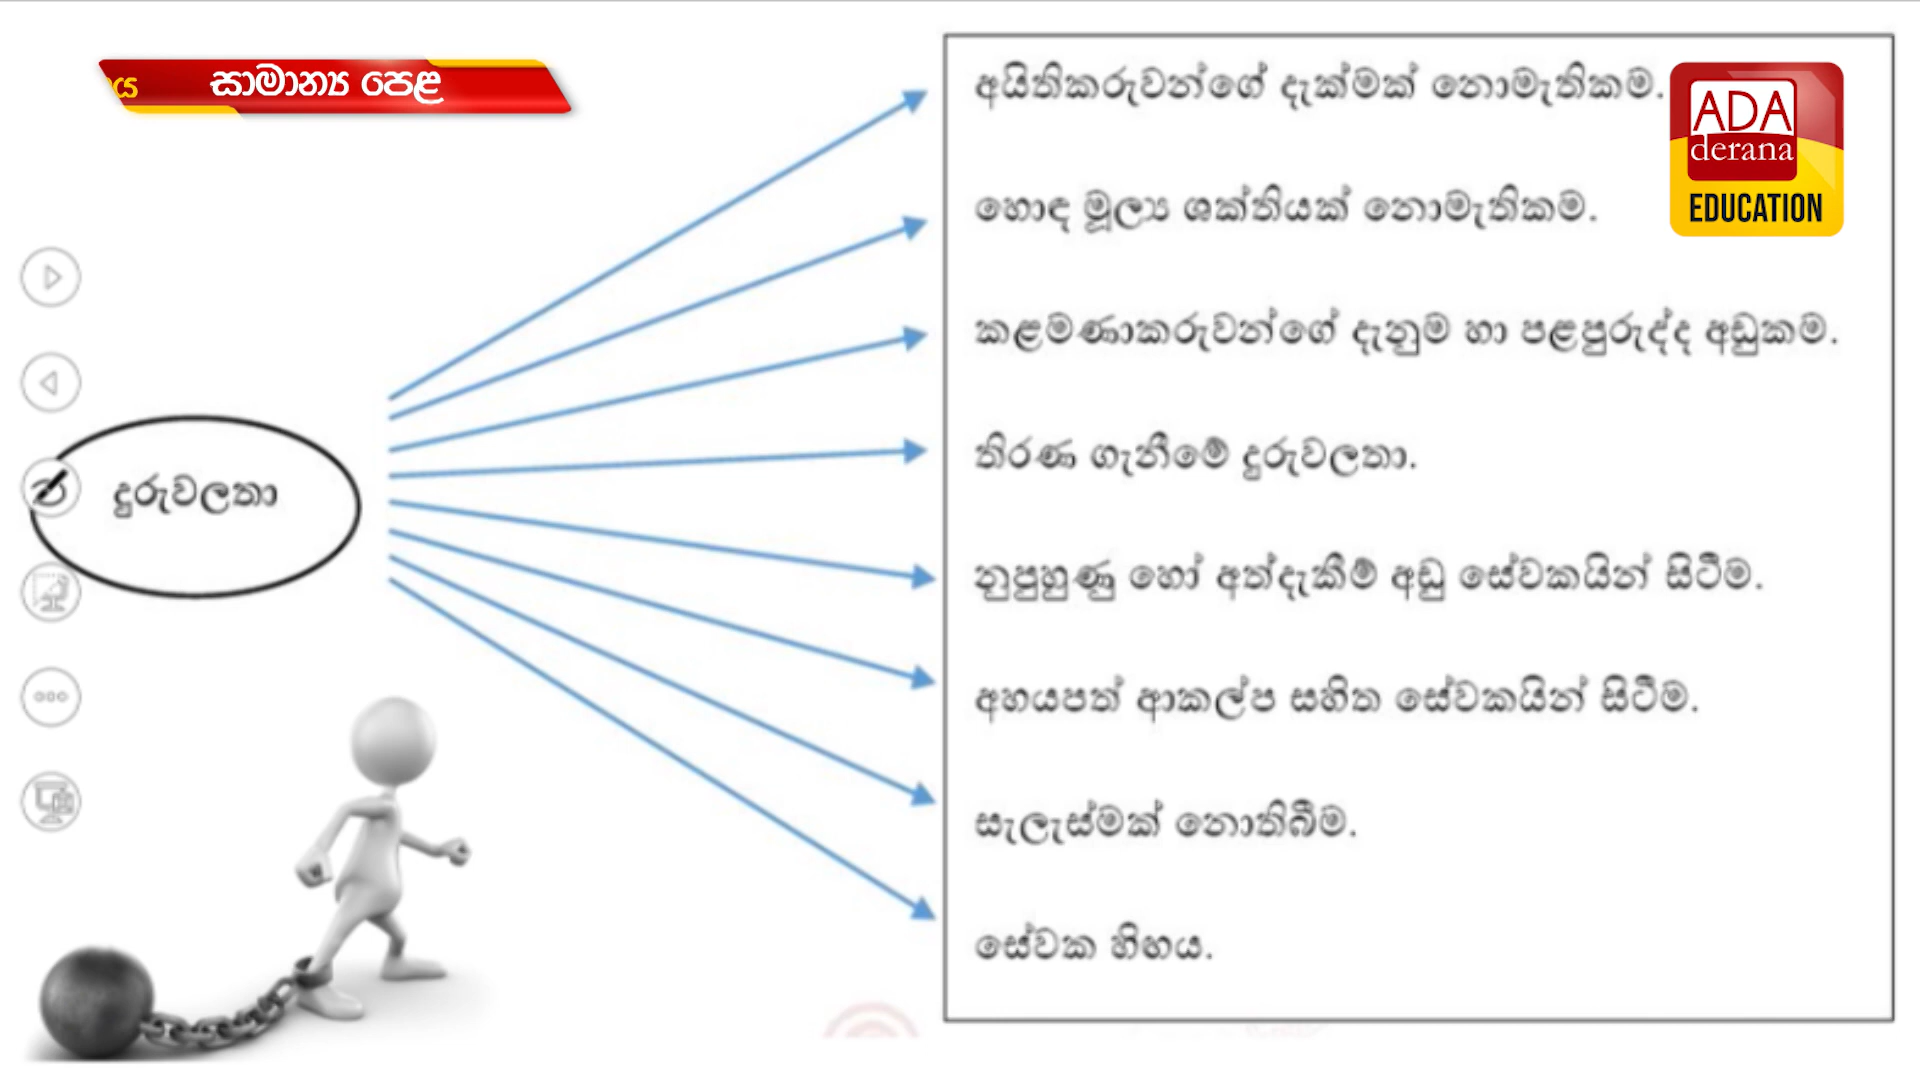 ය සාමාන්‍ය පෙළ
ADA
derana
EDUCATION
දුරුවලතා
අයිතිකරුවන්ගේ දැක්මක් නොමැතිකම.
හොඳ මූල්‍ය ශක්තියක් නොමැතිකම.
කළමණාකරුවන්ගේ දැනුම හා පළපුරුද්ද අඩුකම.
තිරණ ගැනීමේ දුරුවලතා.
නුපුහුණු හෝ අත්දැකීම් අඩු සේවකයින් සිටීම.
අහයපත් ආකල්ප සහිත සේවකයින් සිටීම.
සැලැස්මක් නොතිබීම.
සේවක හිඟය.